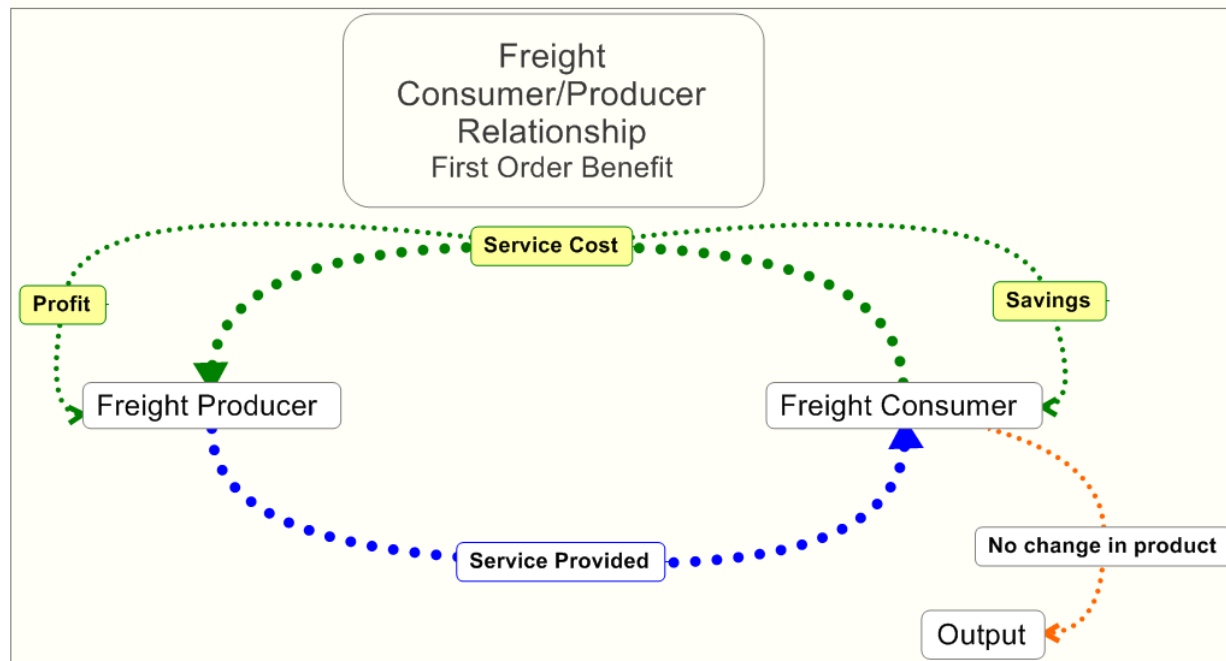 Freight
Consumer/Producer
Relationship
First Order Benefit
Service Cost
Profit
Savings
Freight Producer
Freight Consumer
Service Provided
No change in product
Output